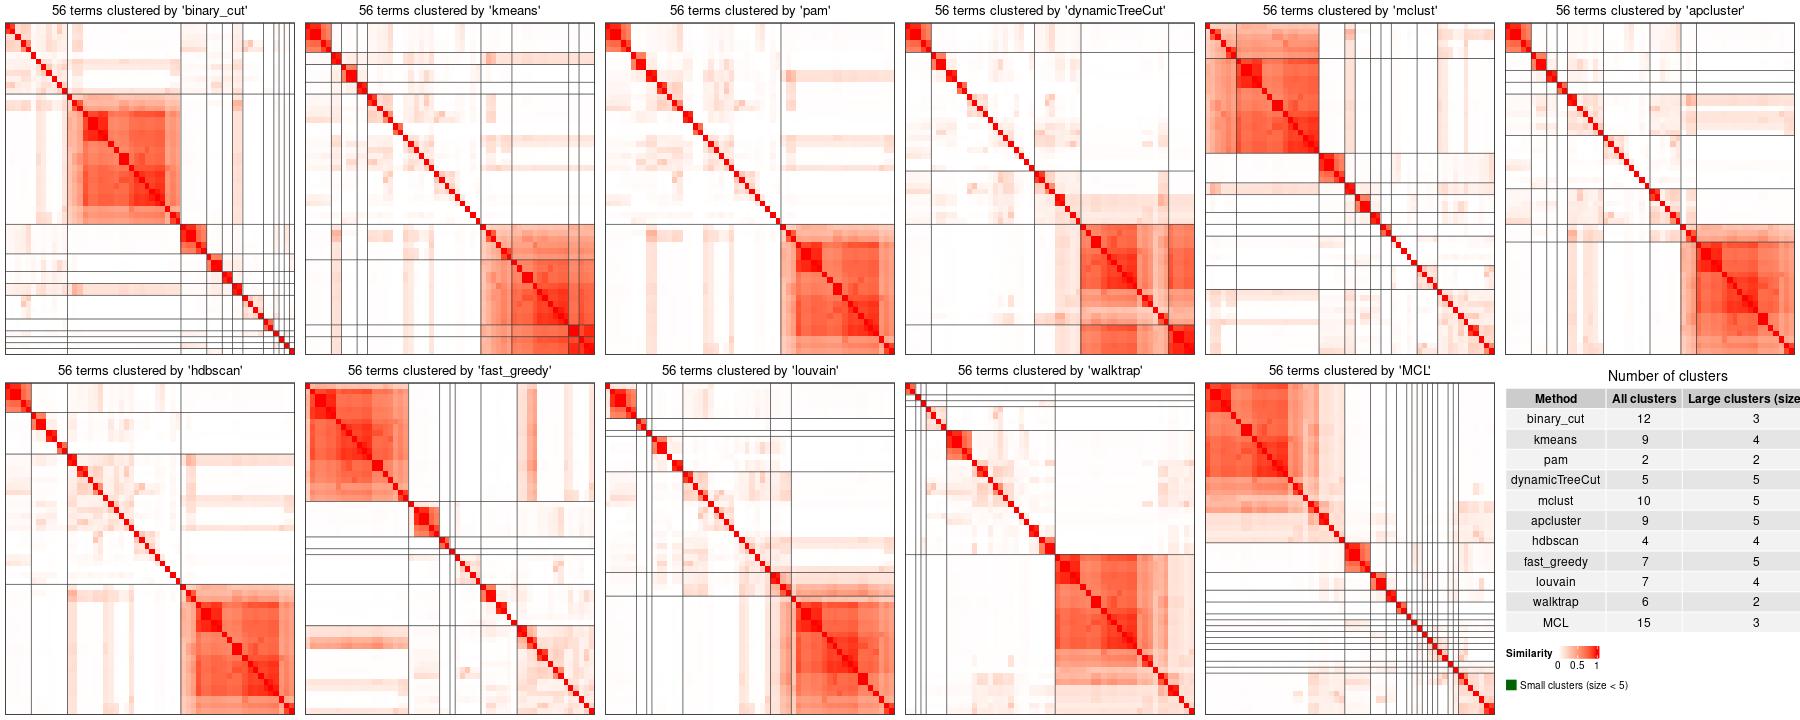 56 terms clustered by 'binary_cut'
56 terms clustered by 'kmeans'
56 terms clustered by 'pam'
56 terms clustered by 'dynamicTreeCut'
56 terms clustered by 'mclust'
56 terms clustered by 'apcluster'
56 terms clustered by 'hdbscan'
56 terms clustered by 'fast_greedy'
56 terms clustered by 'louvain'
56 terms clustered by 'walktrap'
56 terms clustered by 'MCL'
Number of clusters
Method All clusters Large clusters (size
binary_cut 12 3
kmeans 9 4
pam 2 2
dynamicTreeCut 5 5
mclust 10 5
apcluster 9 5
hdbscan 4 4
fast_greedy 7 5
louvain 7 4
walktrap 6 2
MCL 15 3
Similarity
0 0.5 1
Small clusters (size < 5)